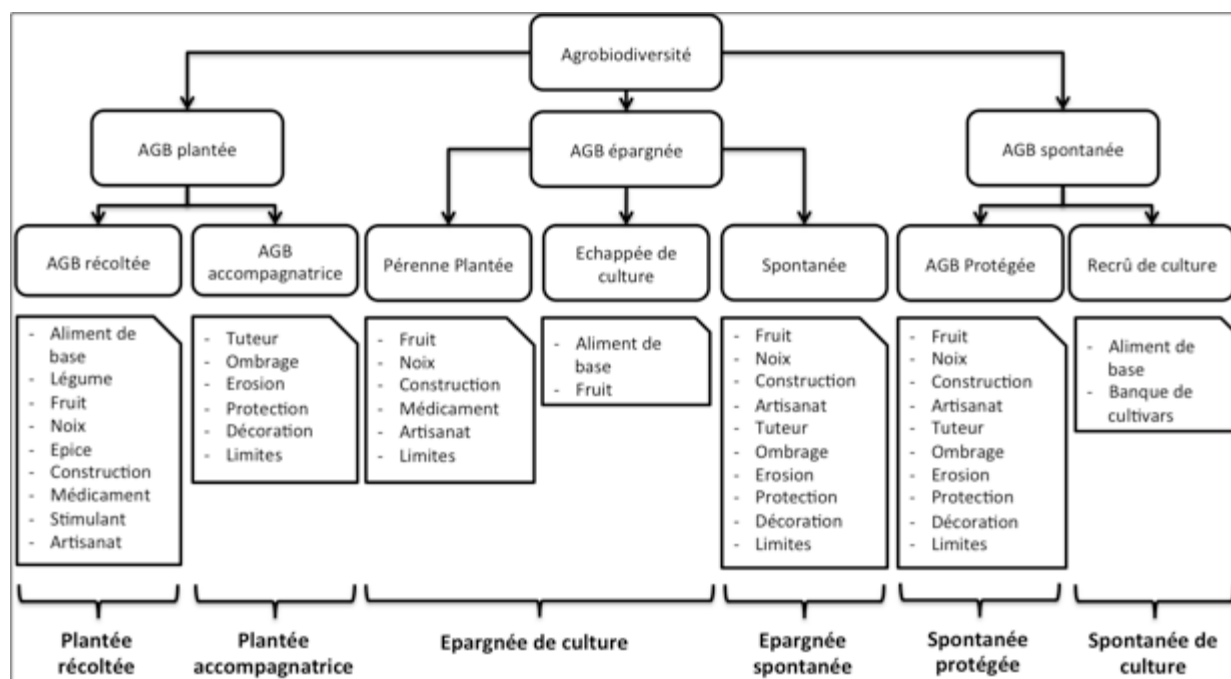 Agrobiodiversité
AGB plantée
AGB épargnée
AGB spontanée
AGB récoltée
AGB
accompagnatrice
Pérenne Plantée
Echappée de
culture
Spontanée
AGB Protégée
Recrû de culture
- Aliment de
base
- Légume
- Fruit
- Noix
- Epice
- Construction
- Médicament
- Stimulant
- Artisanat
- Tuteur
- Ombrage
- Erosion
- Protection
- Décoration
- Limites
- Fruit
- Noix
- Construction
- Médicament
- Artisanat
- Limites
- Aliment de
base
- Fruit
- Fruit
- Noix
- Construction
- Artisanat
- Tuteur
- Ombrage
- Erosion
- Protection
- Décoration
- Limites
- Fruit
- Noix
- Construction
- Artisanat
- Tuteur
- Ombrage
- Erosion
- Protection
- Décoration
- Limites
- Aliment de
base
- Banque de
cultivars
Plantée
récoltée
Plantée
accompagnatrice
Epargnée de culture
Epargnée
spontanée
Spontanée
protégée
Spontanée de
culture